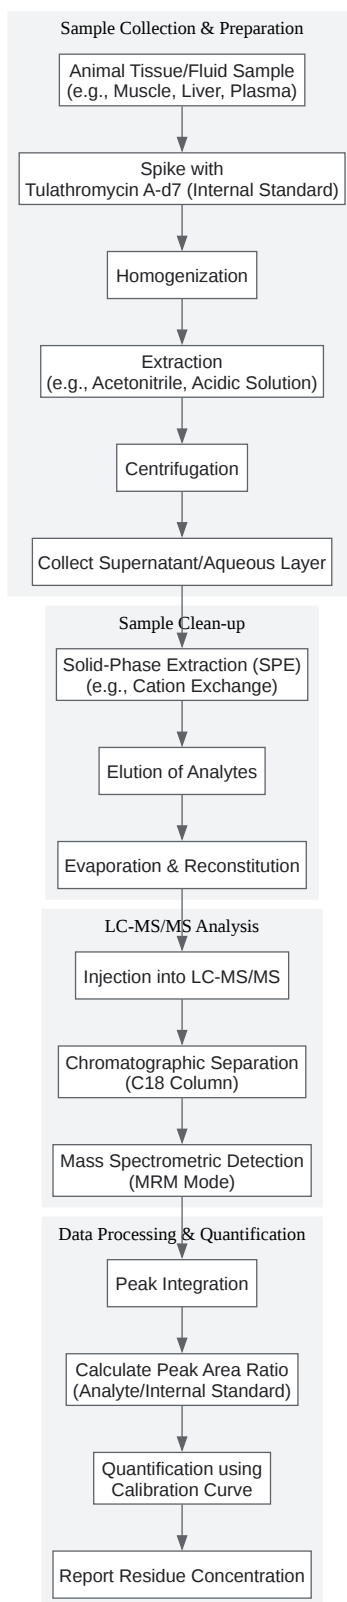 Sample Collection & Preparation
Animal Tissue/Fluid Sample
(e.g., Muscle, Liver, Plasma)
Spike with
Tulathromycin A-d7 (Internal Standard)
Homogenization
Extraction
(e.g., Acetonitrile, Acidic Solution)
Centrifugation
Collect Supernatant/Aqueous Layer
Sample Clean-up
Solid-Phase Extraction (SPE)
(e.g., Cation Exchange)
Elution of Analytes
Evaporation & Reconstitution
LC-MS/MS Analysis
Injection into LC-MS/MS
Chromatographic Separation
(C18 Column)
Mass Spectrometric Detection
(MRM Mode)
Data Processing & Quantification
Peak Integration
Calculate Peak Area Ratio
(Analyte/Internal Standard)
Quantification using
Calibration Curve
Report Residue Concentration